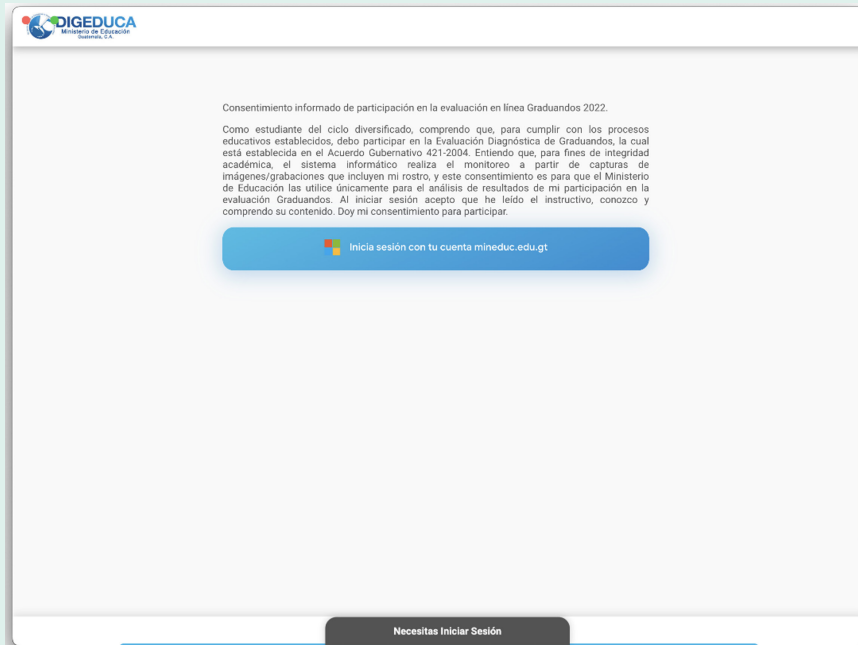 DIGEDUCA
Ministerio de Educación
Guatemala, C.A.
Consentimiento informado de participación en la evaluación en línea Graduandos 2022.
Como estudiante del ciclo diversificado, comprendo que, para cumplir con los procesos
educativos establecidos, debo participar en la Evaluación Diagnóstica de Graduandos, la cual
está establecida en el Acuerdo Gubernativo 421-2004. Entiendo que, para fines de integridad
académica, el sistema informático realiza el monitoreo a partir de capturas de
imágenes/grabaciones que incluyen mi rostro, y este consentimiento es para que el Ministerio
de Educación las utilice únicamente para el análisis de resultados de mi participación en la
evaluación Graduandos. Al iniciar sesión acepto que he leído el instructivo, conozco y
comprendo su contenido. Doy mi consentimiento para participar.
Inicia sesión con tu cuenta mineduc.edu.gt
Necesitas Iniciar Sesión